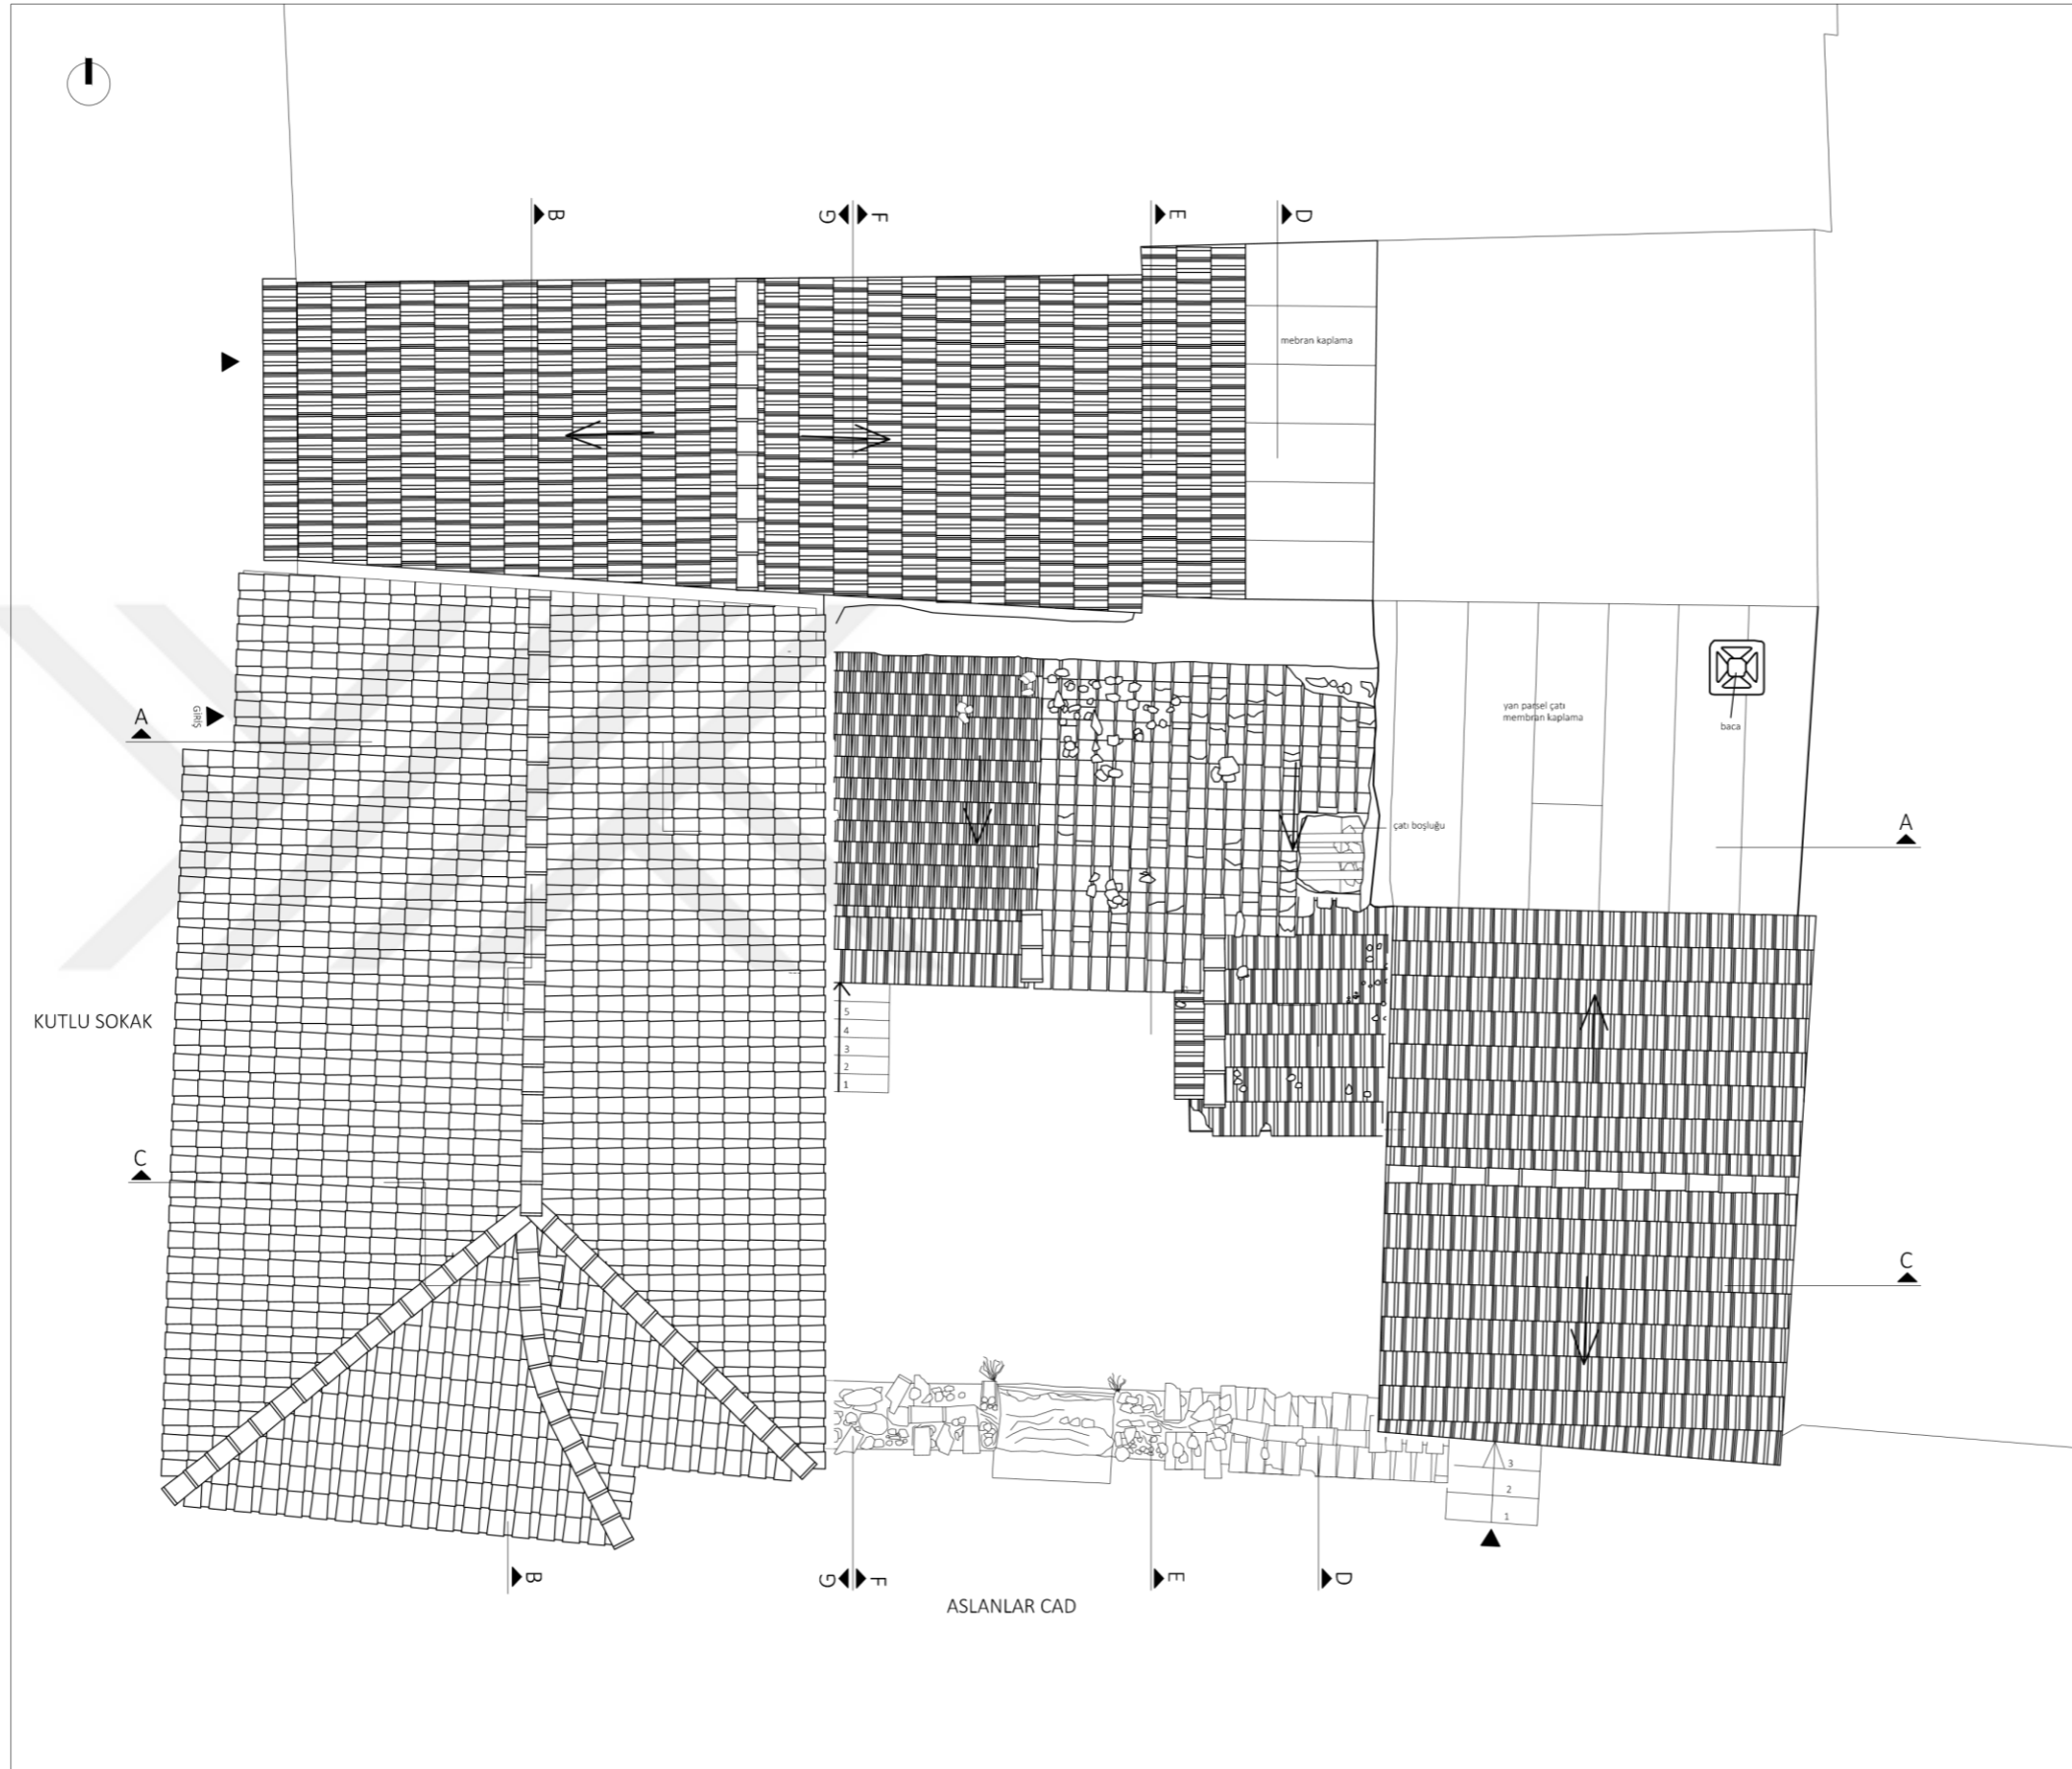 B
G F
E
D
mebran kaplama
GİRİŞ
A
yan parsel çatı
membran kaplama
baca
çatı boşluğu
A
KUTLU SOKAK
5
4
3
2
1
C
C
3
2
1
B
G F
E
D
ASLANLAR CAD